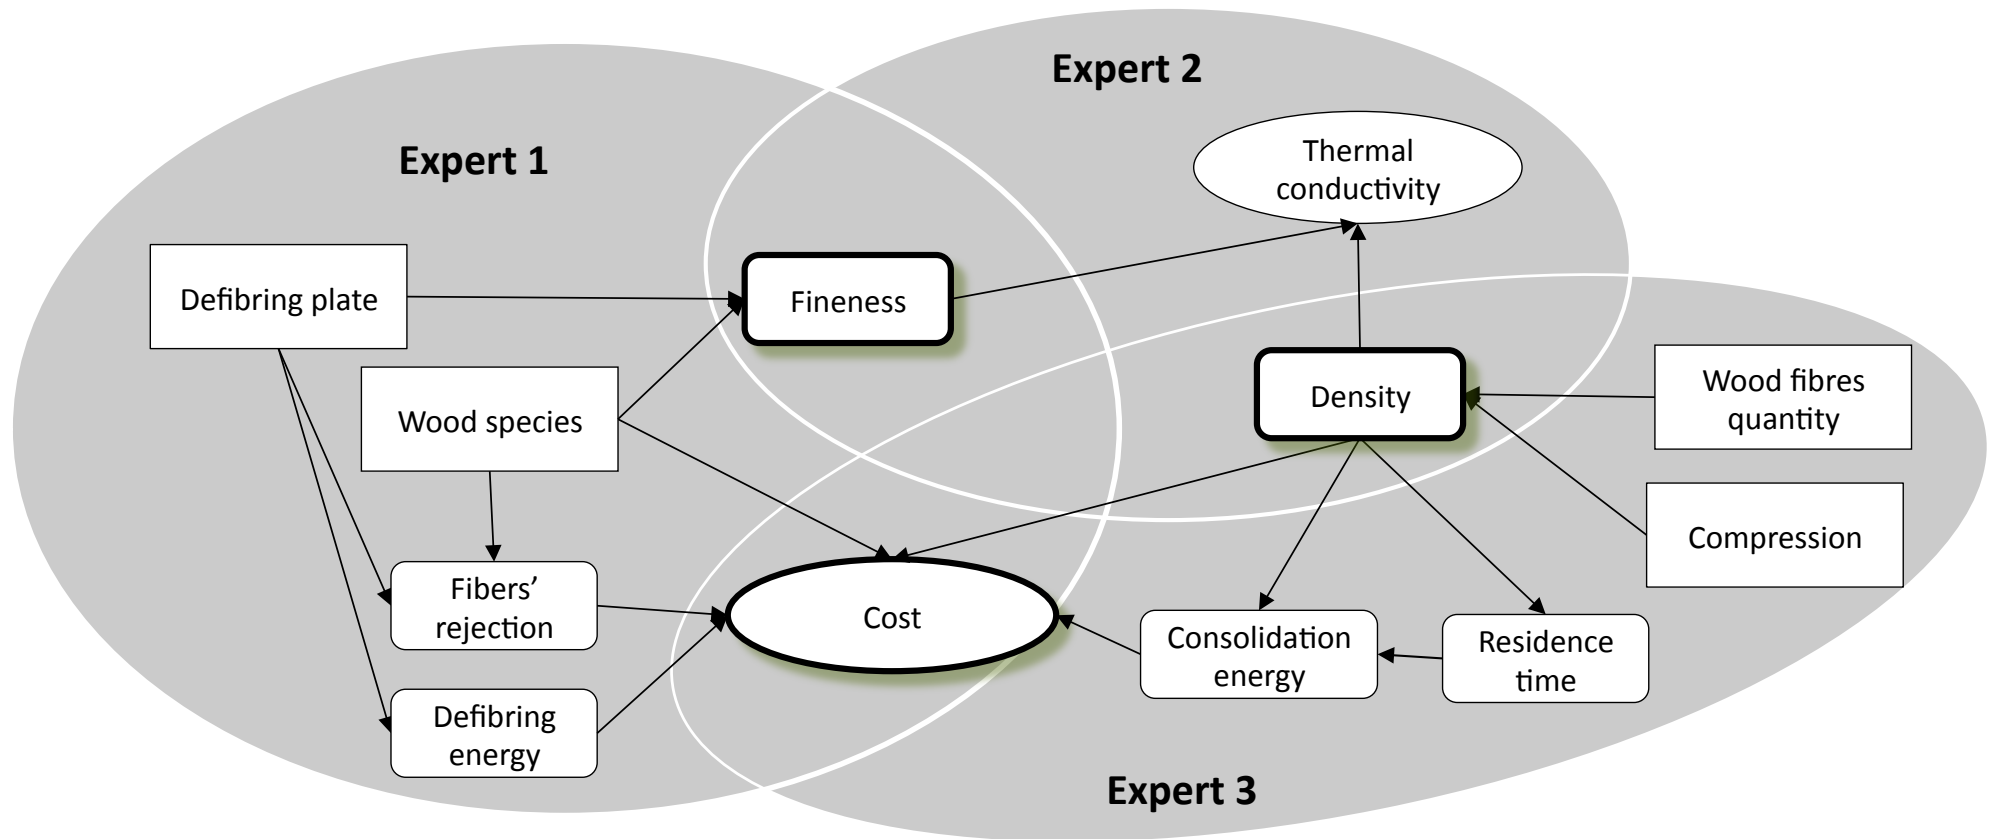 Expert 2
Expert 1
Thermal
conductivity
Defibring plate
Fineness
Wood species
Density
Wood fibres
quantity
Compression
Fibers’
rejection
Cost
Consolidation
energy
Residence
time
Defibring
energy
Expert 3